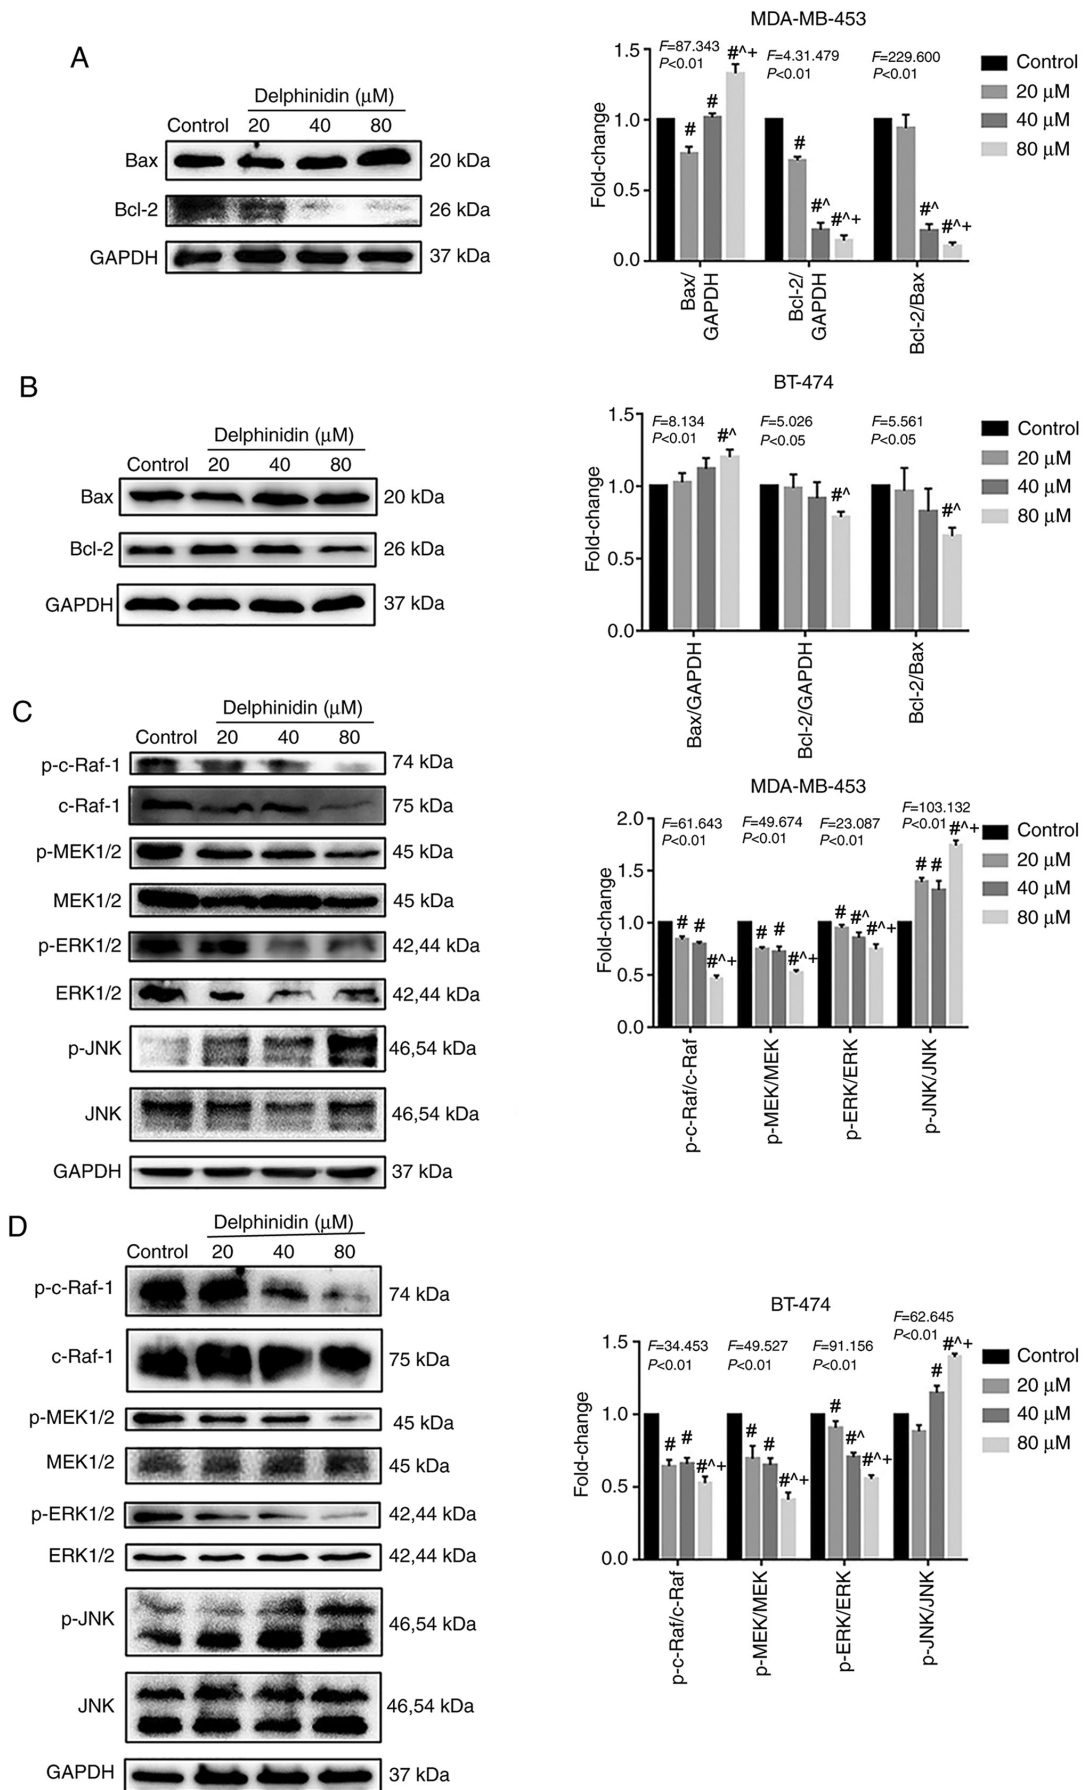 A
Delphinidin (μM)
Control 20 40 80
Bax 20 kDa
Bcl-2 26 kDa
GAPDH 37 kDa
MDA-MB-453
F=87.343 P<0.01
F=4.31.479 P<0.01
F=229.600 P<0.01
Fold-change
1.5
1.0
0.5
0.0
# # #^+
# #^ #^+
#^ #^+
Bax/GAPDH
Bcl-2/GAPDH
Bcl-2/Bax
Control
20 μM
40 μM
80 μM
B
Delphinidin (μM)
Control 20 40 80
Bax 20 kDa
Bcl-2 26 kDa
GAPDH 37 kDa
BT-474
F=8.134 P<0.01
F=5.026 P<0.05
F=5.561 P<0.05
Fold-change
1.5
1.0
0.5
0.0
#^
#^
#^
Bax/GAPDH
Bcl-2/GAPDH
Bcl-2/Bax
Control
20 μM
40 μM
80 μM
C
Delphinidin (μM)
Control 20 40 80
p-c-Raf-1 74 kDa
c-Raf-1 75 kDa
p-MEK1/2 45 kDa
MEK1/2 45 kDa
p-ERK1/2 42,44 kDa
ERK1/2 42,44 kDa
p-JNK 46,54 kDa
JNK 46,54 kDa
GAPDH 37 kDa
MDA-MB-453
F=61.643 P<0.01
F=49.674 P<0.01
F=23.087 P<0.01
F=103.132 P<0.01
Fold-change
2.0
1.5
1.0
0.5
0.0
# # #^+
# # #^+
# #^ #^+
# # #^+
p-c-Raf/c-Raf
p-MEK/MEK
p-ERK/ERK
p-JNK/JNK
Control
20 μM
40 μM
80 μM
D
Delphinidin (μM)
Control 20 40 80
p-c-Raf-1 74 kDa
c-Raf-1 75 kDa
p-MEK1/2 45 kDa
MEK1/2 45 kDa
p-ERK1/2 42,44 kDa
ERK1/2 42,44 kDa
p-JNK 46,54 kDa
JNK 46,54 kDa
GAPDH 37 kDa
BT-474
F=34.453 P<0.01
F=49.527 P<0.01
F=91.156 P<0.01
F=62.645 P<0.01
Fold-change
1.5
1.0
0.5
0.0
# # #^+
# # #^+
# #^ #^+
# #^+
p-c-Raf/c-Raf
p-MEK/MEK
p-ERK/ERK
p-JNK/JNK
Control
20 μM
40 μM
80 μM